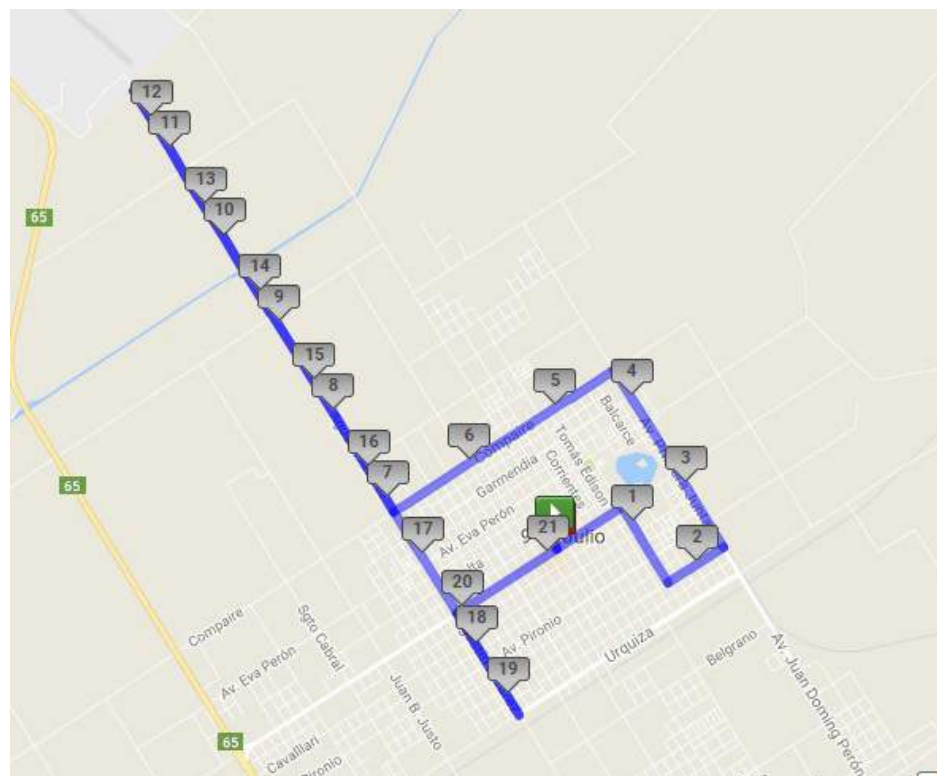 12
11
13
10
65
14
9
15
8
4
5
Balcarce
6
Compaire
16
Tomás Edison
3
Garmendia
Corrientes
7
65
1
Av. Eva Perón
17
21
2
20
18
Av. Pironio
Compaire
Sgto Cabral
Urquiza
Belgrano
Av. Eva Perón
19
Av. Juan Doming Perón
Juan B. Justo
65
Cavalliari
Pironio